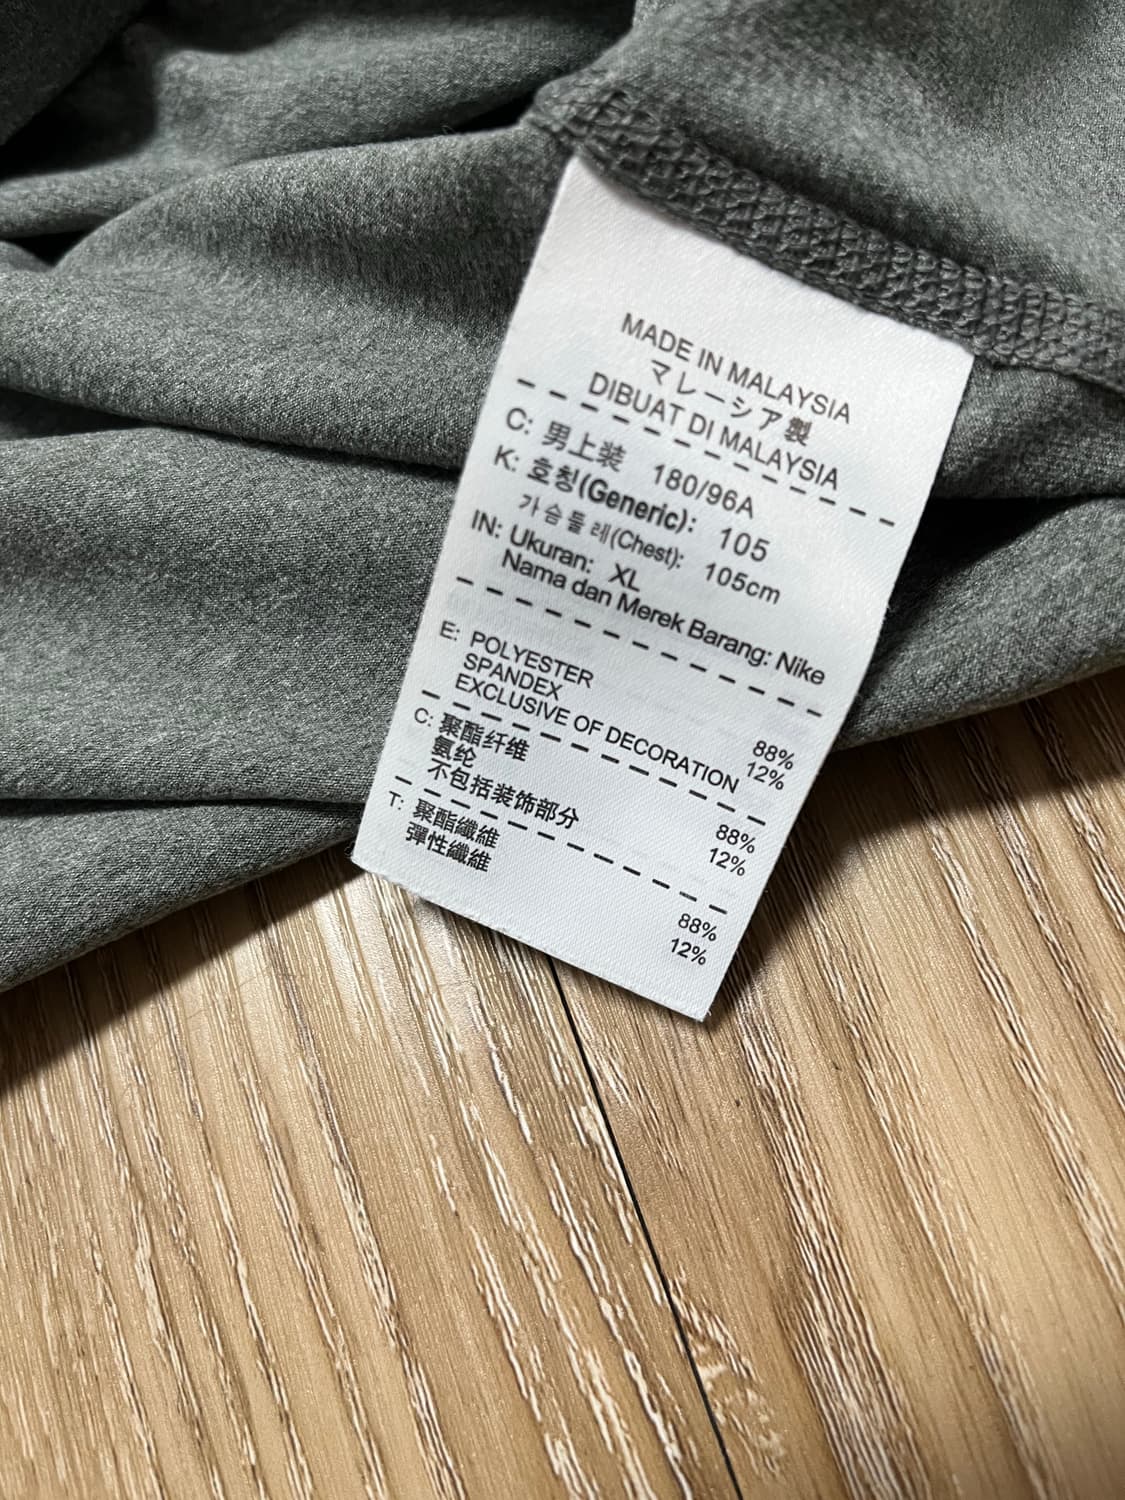 MADE IN MALAYSIA
マレーシア製
DIBUAT DI MALAYSIA
C: 男上装 180/96A
K: 호칭(Generic): 105
가슴둘레(Chest): 105cm
IN: Ukuran: XL
Nama dan Merek Barang: Nike
E: POLYESTER 88%
SPANDEX 12%
EXCLUSIVE OF DECORATION
C: 聚酯纤维 88%
氨纶 12%
不包括装饰部分
T: 聚酯纖維 88%
彈性纖維 12%